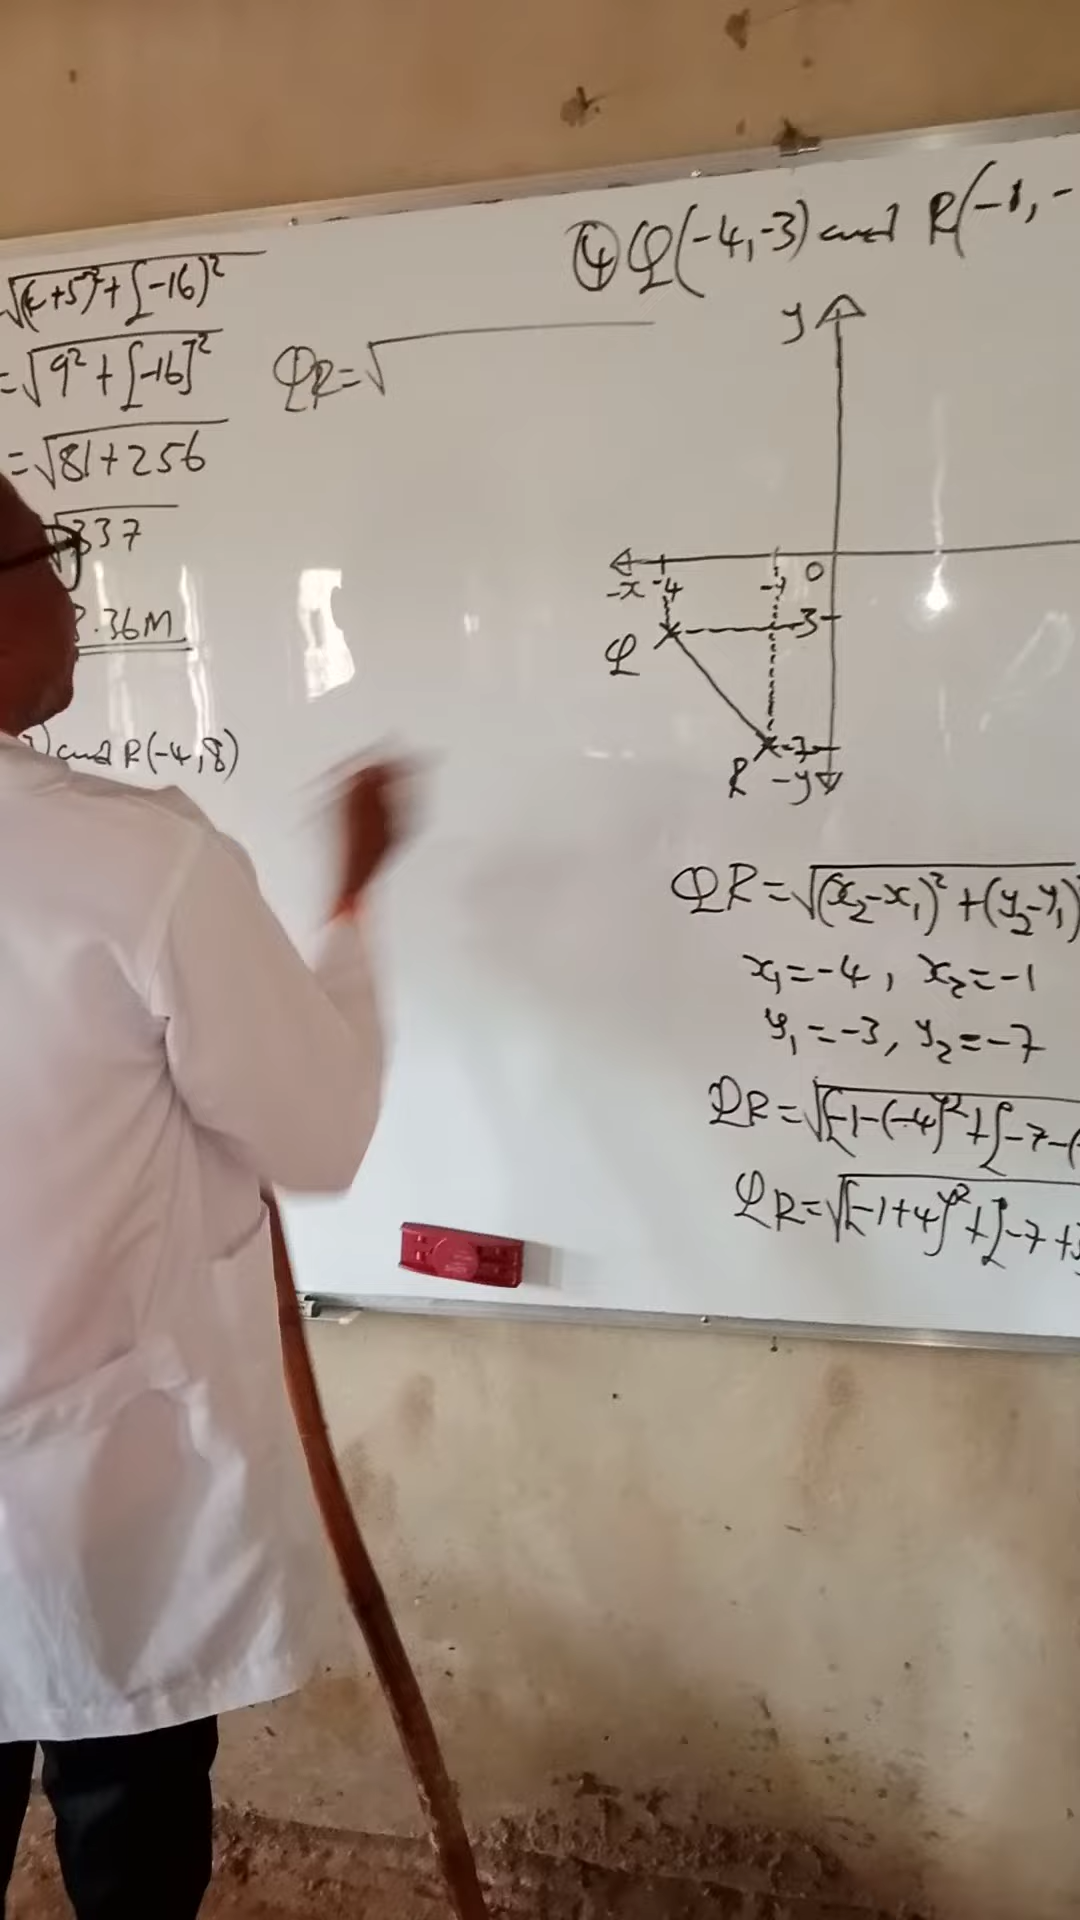 √(4+5)²+[-16)²
=√9²+[-16]²
=√81+256
√337
.36M
and R(-4,8)
QR=√
④ Q(-4,-3) and R(-1,-
y
-x -4 -1 0
-3
Q
-7
R -y
QR=√(x₂-x₁)²+(y₂-y₁)²
x₁=-4, x₂=-1
y₁=-3, y₂=-7
QR=√[-1-(-4)]²+[-7-(-
QR=√[-1+4]²+[-7+3